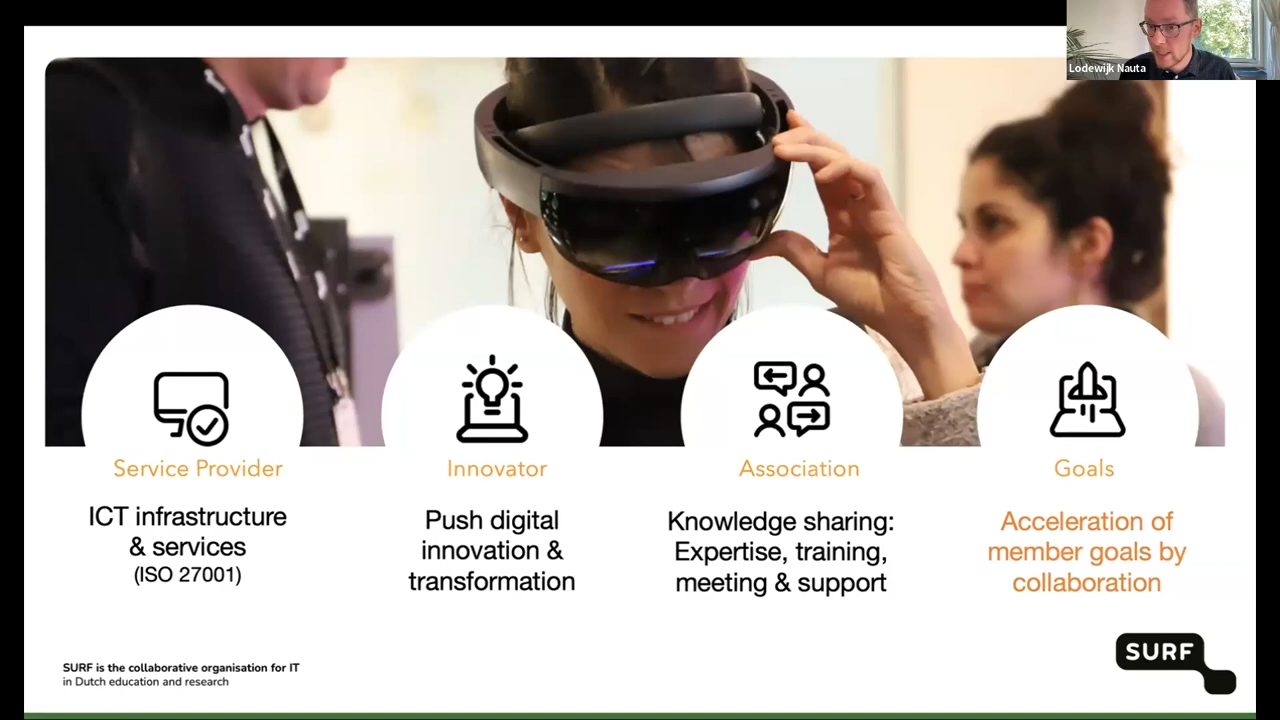 Lodewijk Nauta
Service Provider
ICT infrastructure
& services
(ISO 27001)
Innovator
Push digital
innovation &
transformation
Association
Knowledge sharing:
Expertise, training,
meeting & support
Goals
Acceleration of
member goals by
collaboration
SURF is the collaborative organisation for IT
in Dutch education and research
SURF